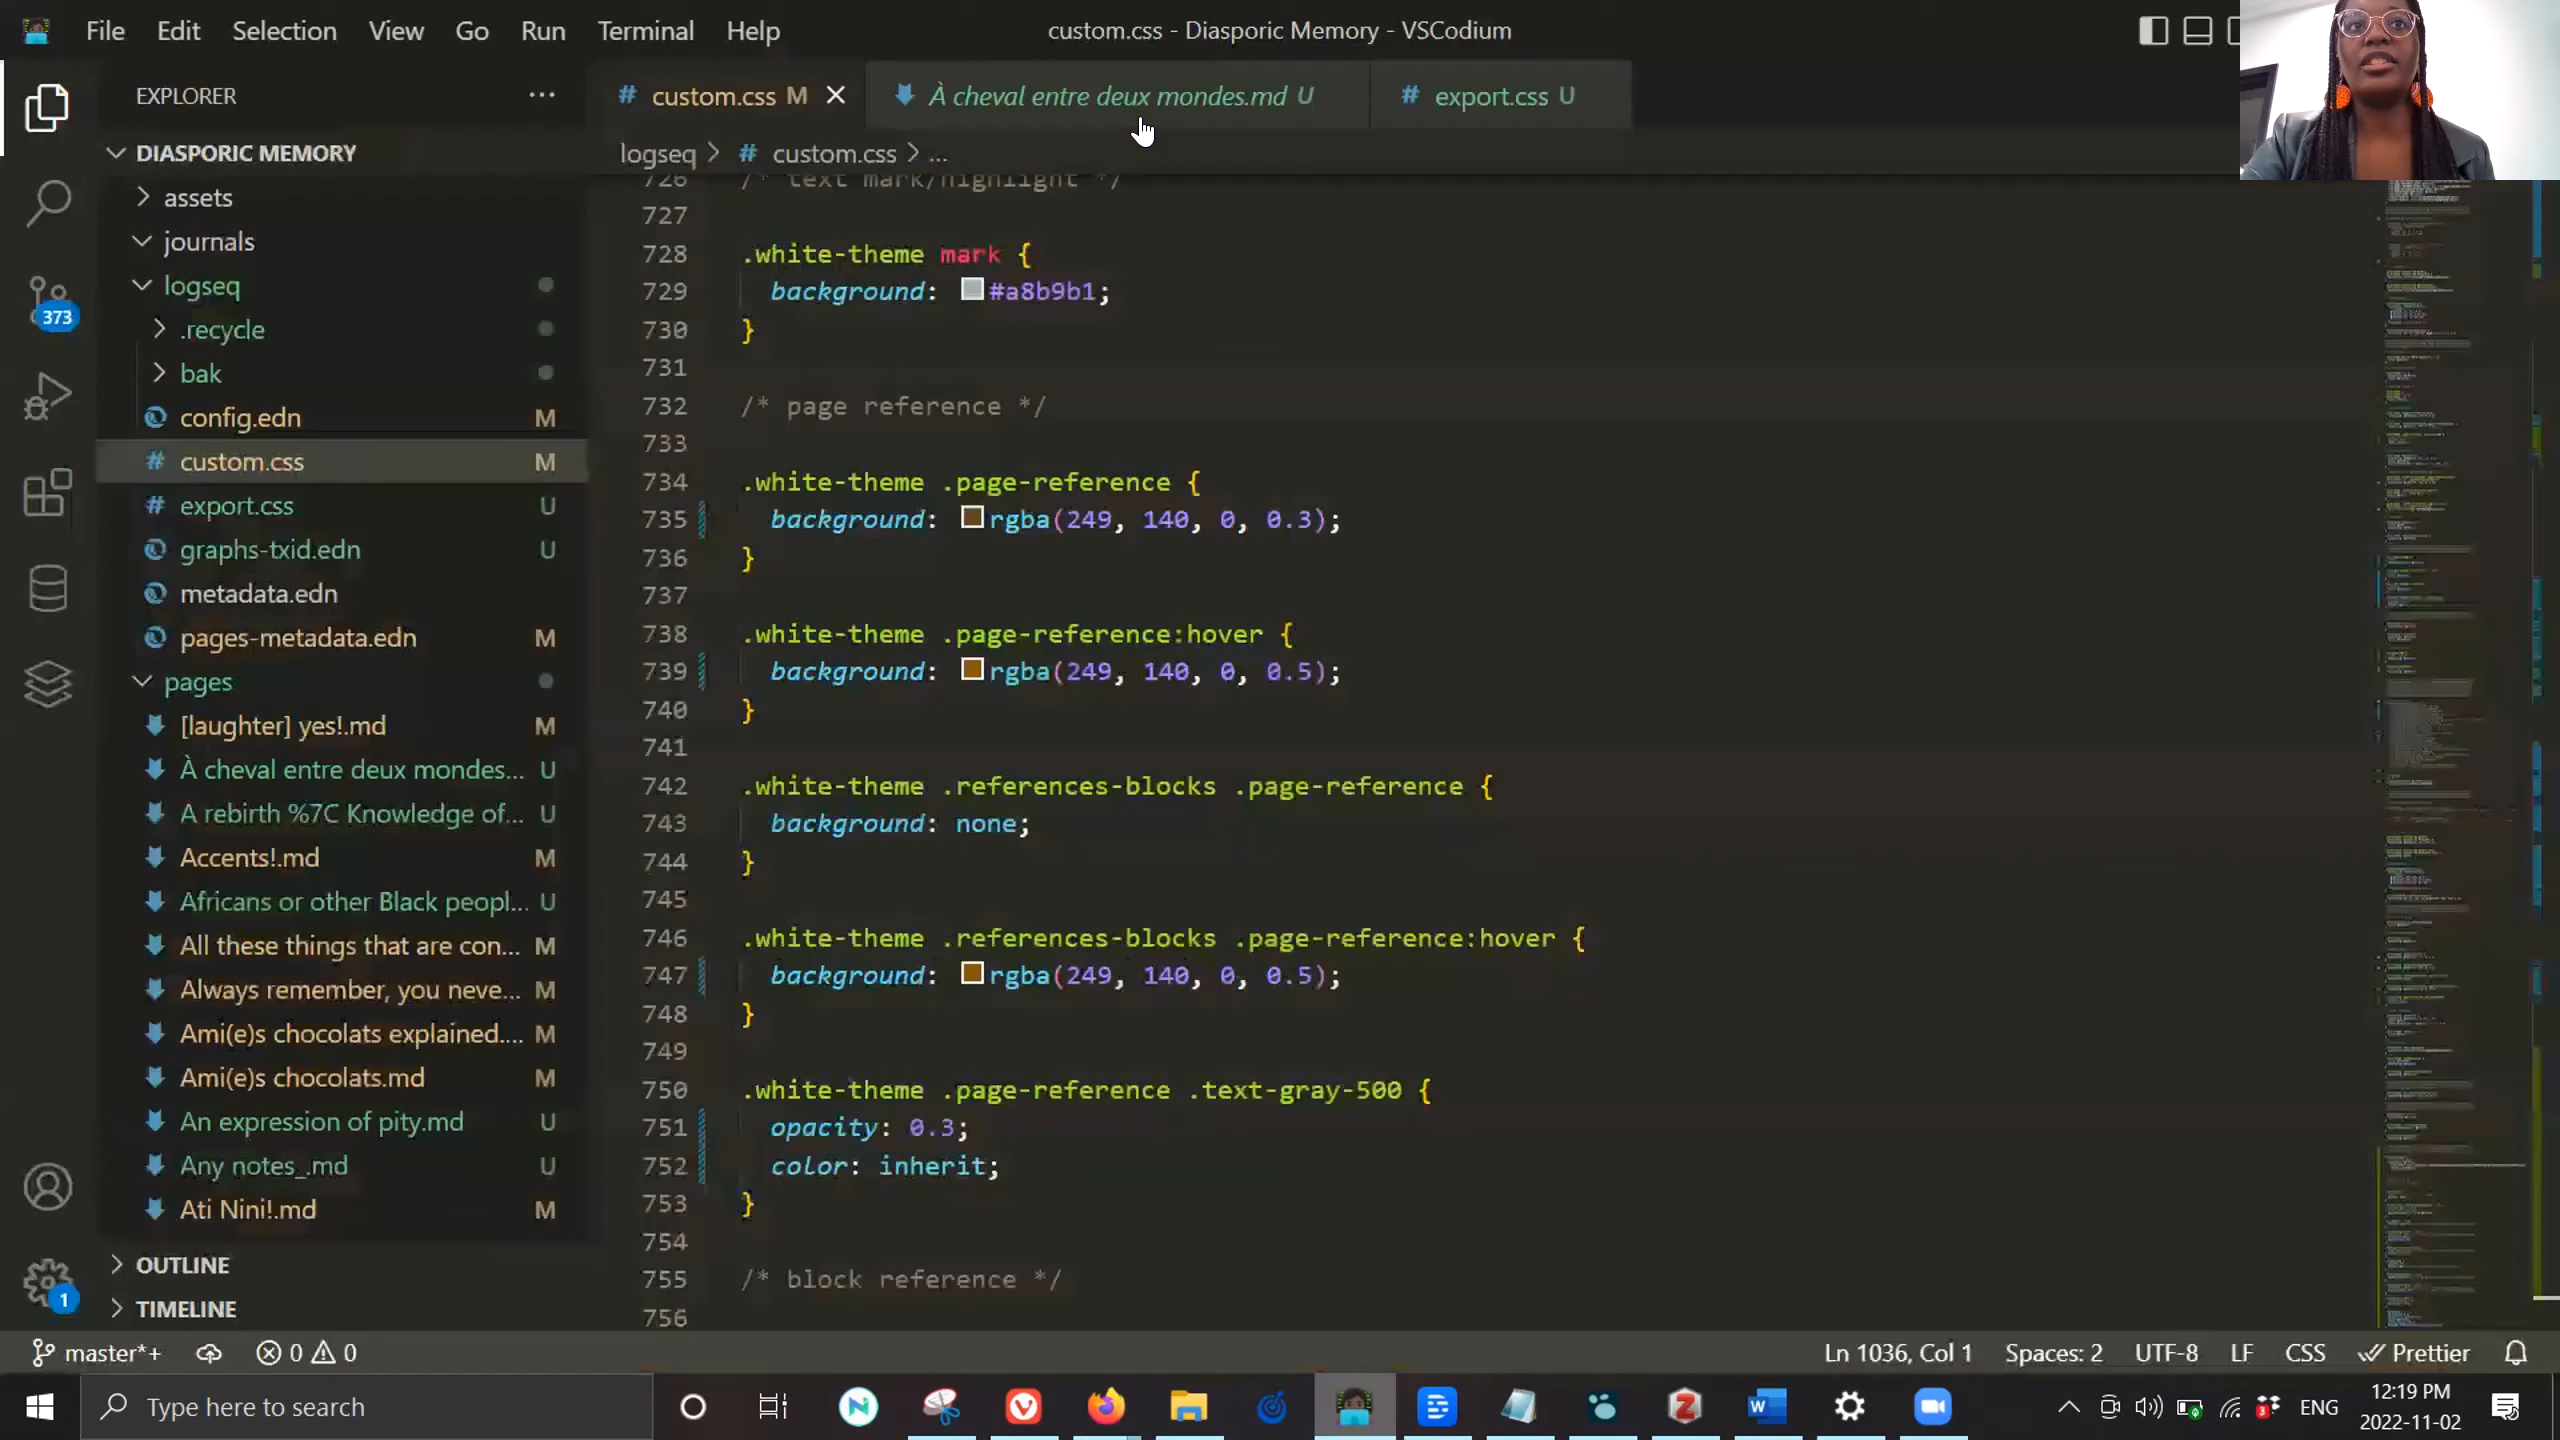 File Edit Selection View Go Run Terminal Help
custom.css - Diasporic Memory - VSCodium
EXPLORER ...
custom.css M
À cheval entre deux mondes.md U
export.css U
DIASPORIC MEMORY
logseq > # custom.css > ...
assets
journals
logseq
.recycle
bak
config.edn M
# custom.css M
# export.css U
graphs-txid.edn U
metadata.edn
pages-metadata.edn M
pages
[laughter] yes!.md M
À cheval entre deux mondes... U
A rebirth %7C Knowledge of... U
Accents!.md M
Africans or other Black peopl... U
All these things that are con... M
Always remember, you neve... M
Ami(e)s chocolats explained.... M
Ami(e)s chocolats.md M
An expression of pity.md U
Any notes_.md U
Ati Nini!.md M
OUTLINE
TIMELINE
373
1
726 /* text mark/highlight */
727
728 .white-theme mark {
729 background: #a8b9b1;
730 }
731
732 /* page reference */
733
734 .white-theme .page-reference {
735 background: rgba(249, 140, 0, 0.3);
736 }
737
738 .white-theme .page-reference:hover {
739 background: rgba(249, 140, 0, 0.5);
740 }
741
742 .white-theme .references-blocks .page-reference {
743 background: none;
744 }
745
746 .white-theme .references-blocks .page-reference:hover {
747 background: rgba(249, 140, 0, 0.5);
748 }
749
750 .white-theme .page-reference .text-gray-500 {
751 opacity: 0.3;
752 color: inherit;
753 }
754
755 /* block reference */
756
master*+ 0 0
Ln 1036, Col 1 Spaces: 2 UTF-8 LF CSS Prettier
Type here to search
ENG
12:19 PM
2022-11-02